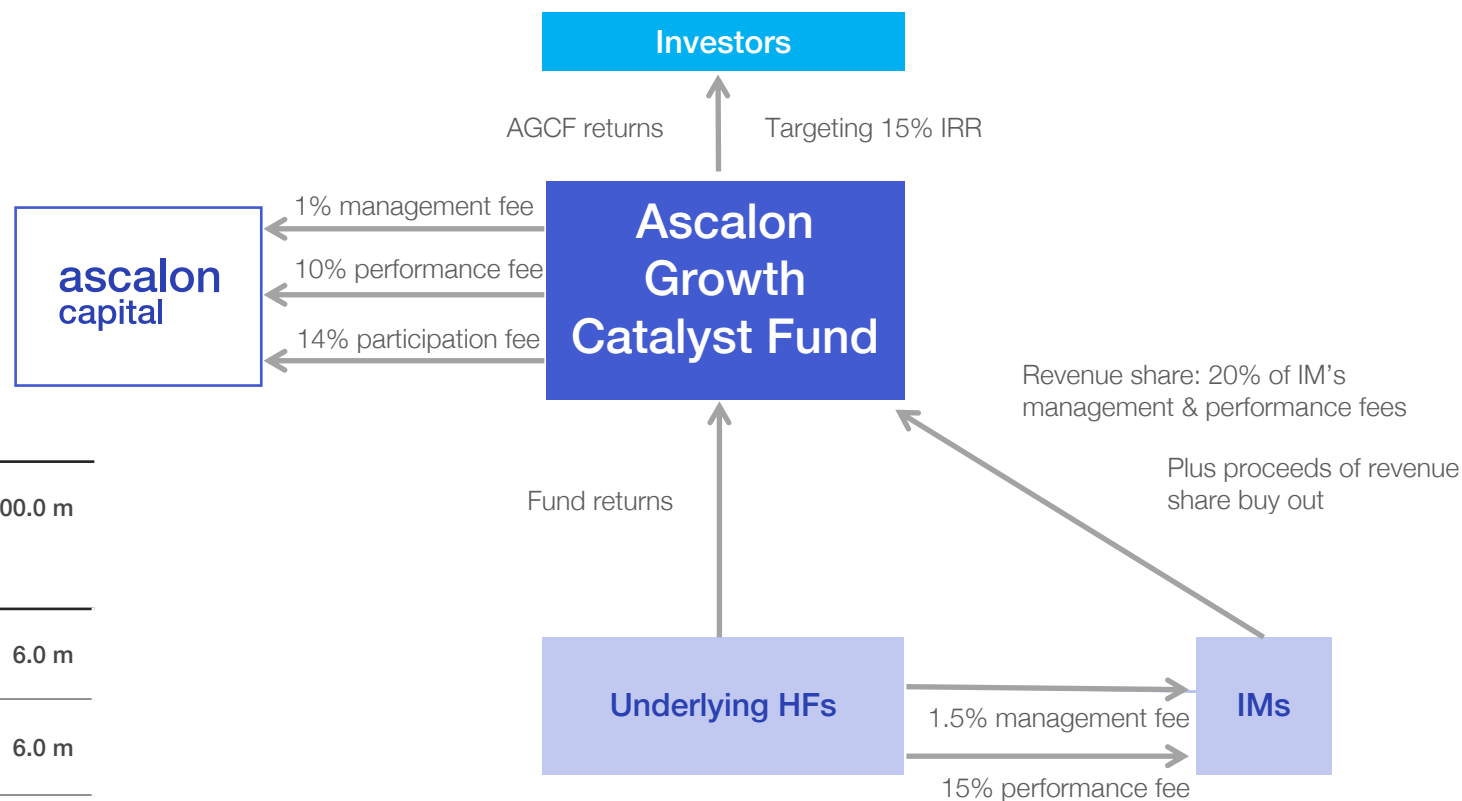 Investors
AGCF returns
Targeting 15% IRR
1% management fee
10% performance fee
14% participation fee
ascalon
capital
Ascalon
Growth
Catalyst Fund
Revenue share: 20% of IM's
management & performance fees
Plus proceeds of revenue
share buy out
00.0 m
Fund returns
6.0 m
6.0 m
Underlying HFs
1.5% management fee
15% performance fee
IMs